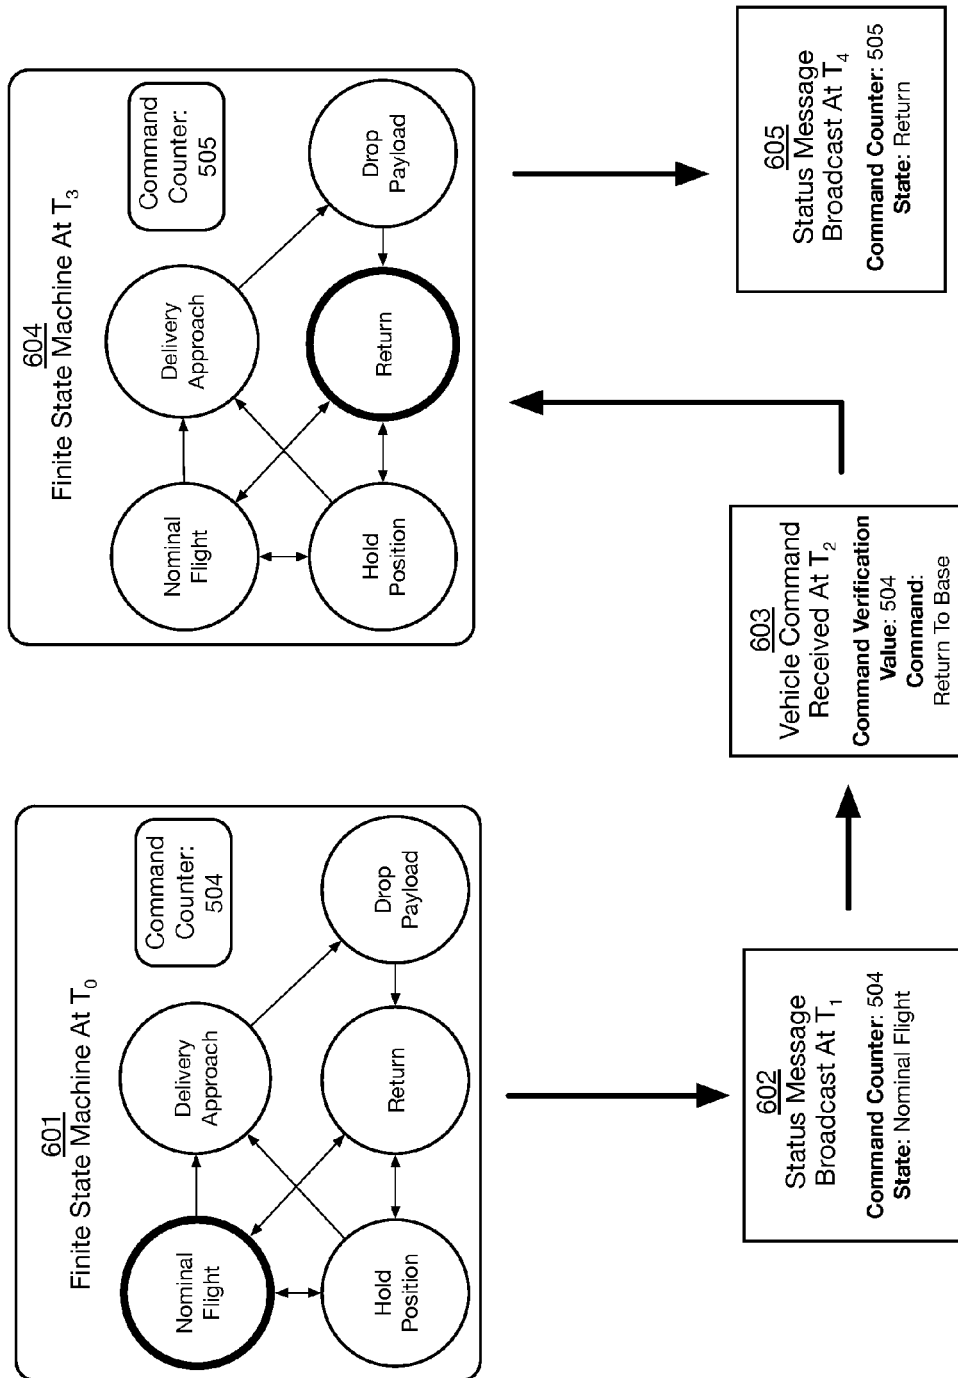 601
Finite State Machine At T0
Nominal
Flight
Delivery
Approach
Command
Counter:
504
Hold
Position
Return
Drop
Payload
602
Status Message
Broadcast At T1
Command Counter: 504
State: Nominal Flight
603
Vehicle Command
Received At T2
Command Verification
Value: 504
Command:
Return To Base
604
Finite State Machine At T3
Nominal
Flight
Delivery
Approach
Command
Counter:
505
Hold
Position
Return
Drop
Payload
605
Status Message
Broadcast At T4
Command Counter: 505
State: Return